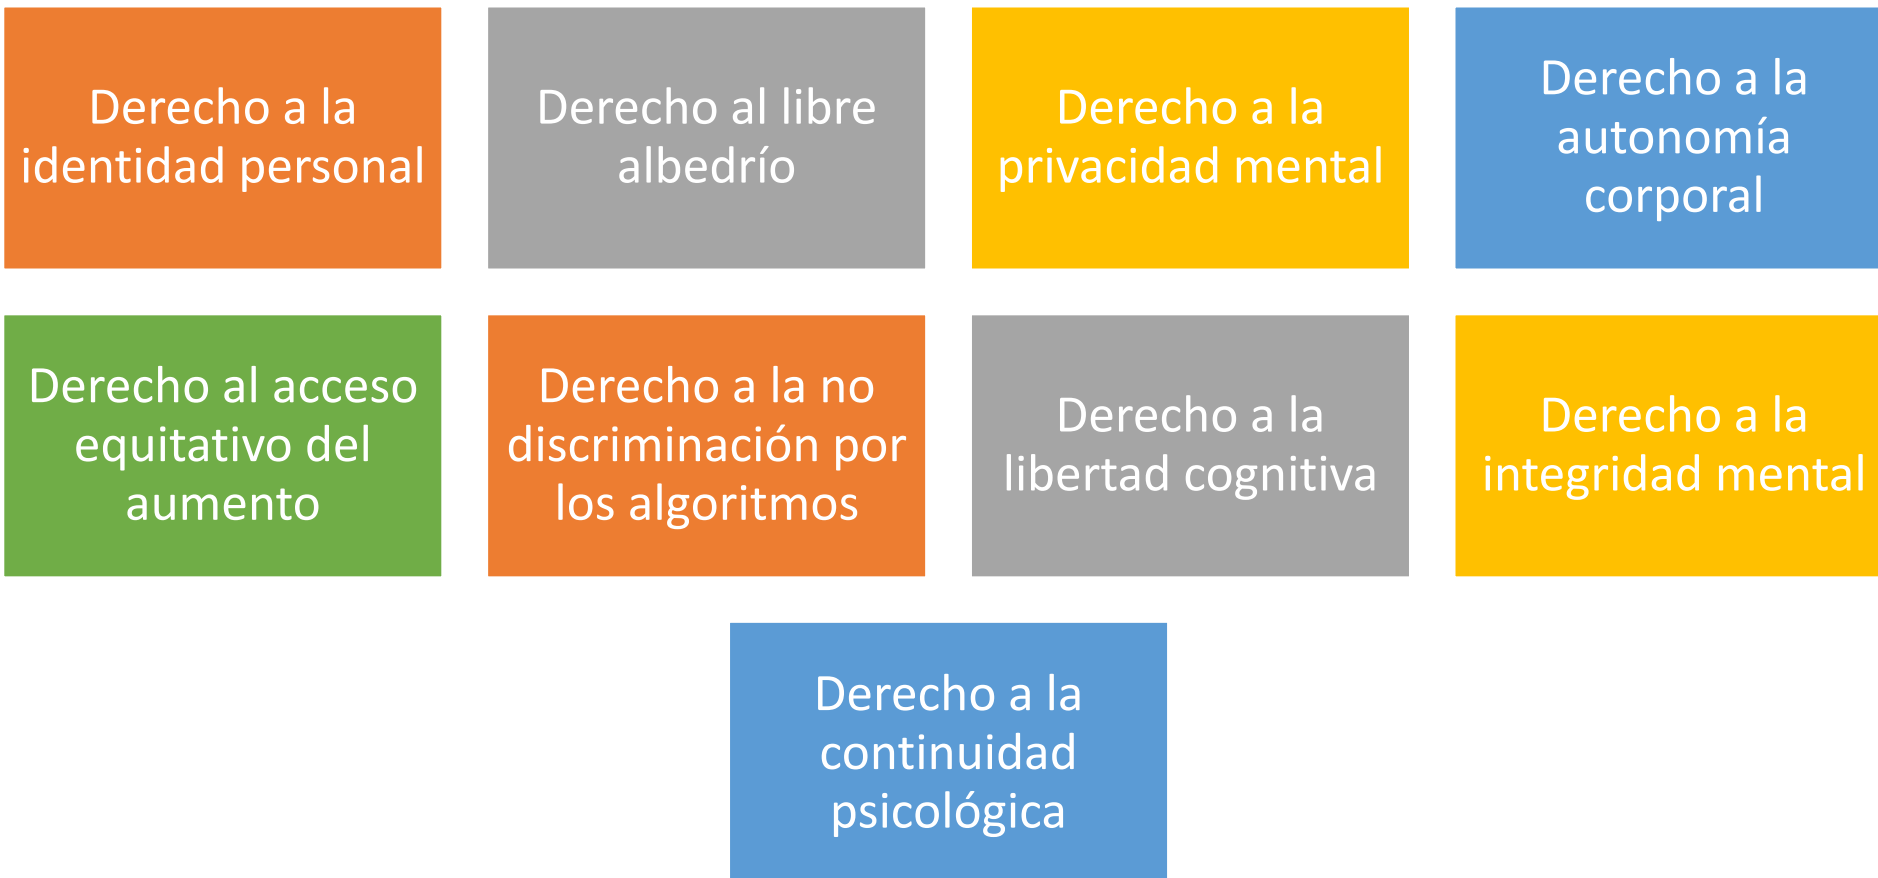 Derecho a la
identidad personal
Derecho al libre
albedrío
Derecho a la
privacidad mental
Derecho a la
autonomía
corporal
Derecho al acceso
equitativo del
aumento
Derecho a la no
discriminación por
los algoritmos
Derecho a la
libertad cognitiva
Derecho a la
integridad mental
Derecho a la
continuidad
psicológica